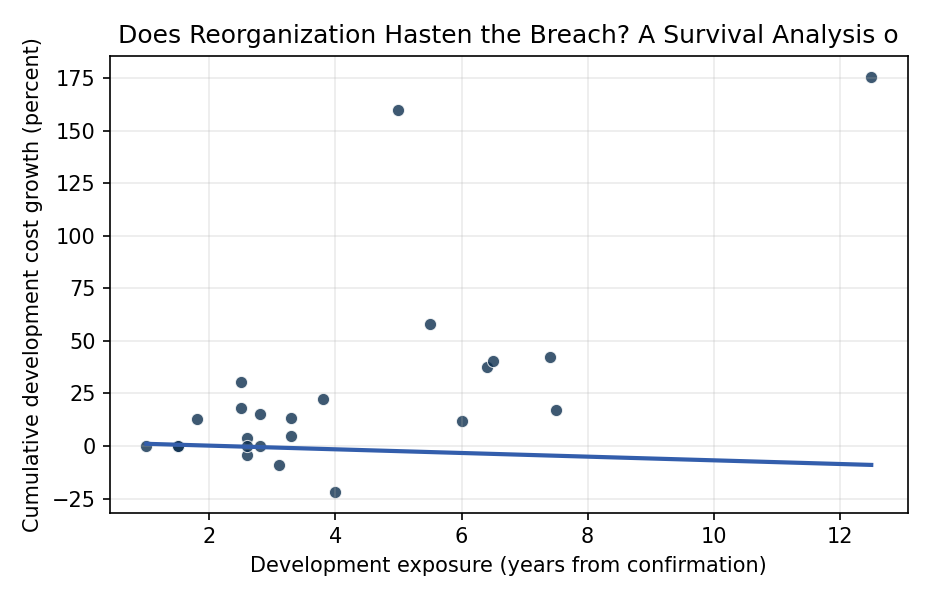 Does Reorganization Hasten the Breach? A Survival Analysis o
Cumulative development cost growth (percent)
175
150
125
100
75
50
25
0
−25
2 4 6 8 10 12
Development exposure (years from confirmation)